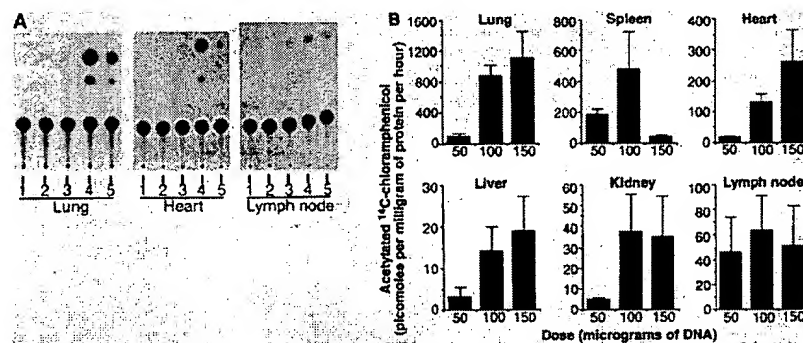 A
1 2 3 4 5
Lung
1 2 3 4 5
Heart
1 2 3 4 5
Lymph node
B
Acetylated ¹⁴C-chloramphenicol
(picomoles per milligram of protein per hour)
Lung
1600
1200
800
400
0
50 100 150
Spleen
800
600
400
200
0
50 100 150
Heart
400
300
200
100
0
50 100 150
Liver
30
20
10
0
50 100 150
Kidney
60
50
40
30
20
10
0
50 100 150
Lymph node
100
80
60
40
20
0
50 100 150
Dose (micrograms of DNA)